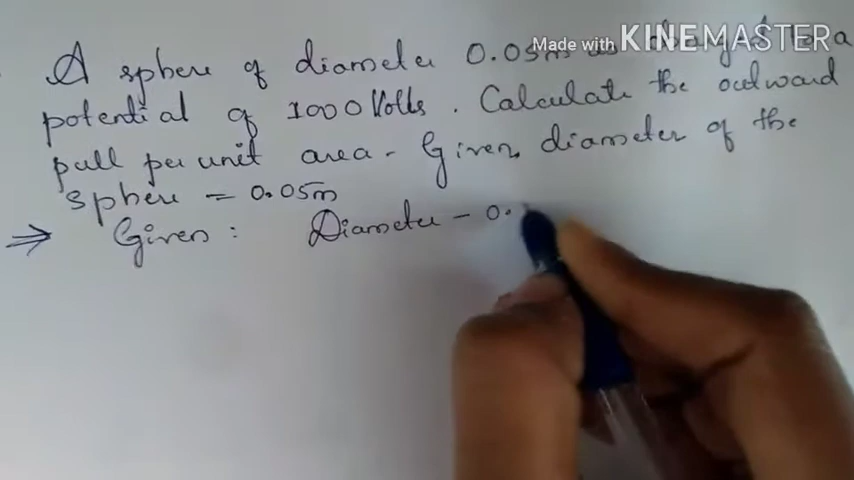 A sphere of diameter 0.05m
Made with KINEMASTER a
potential of 1000 Volts. Calculate the outward
pull per unit area. Given diameter of the
sphere = 0.05m
⇒ Given: Diameter - 0.